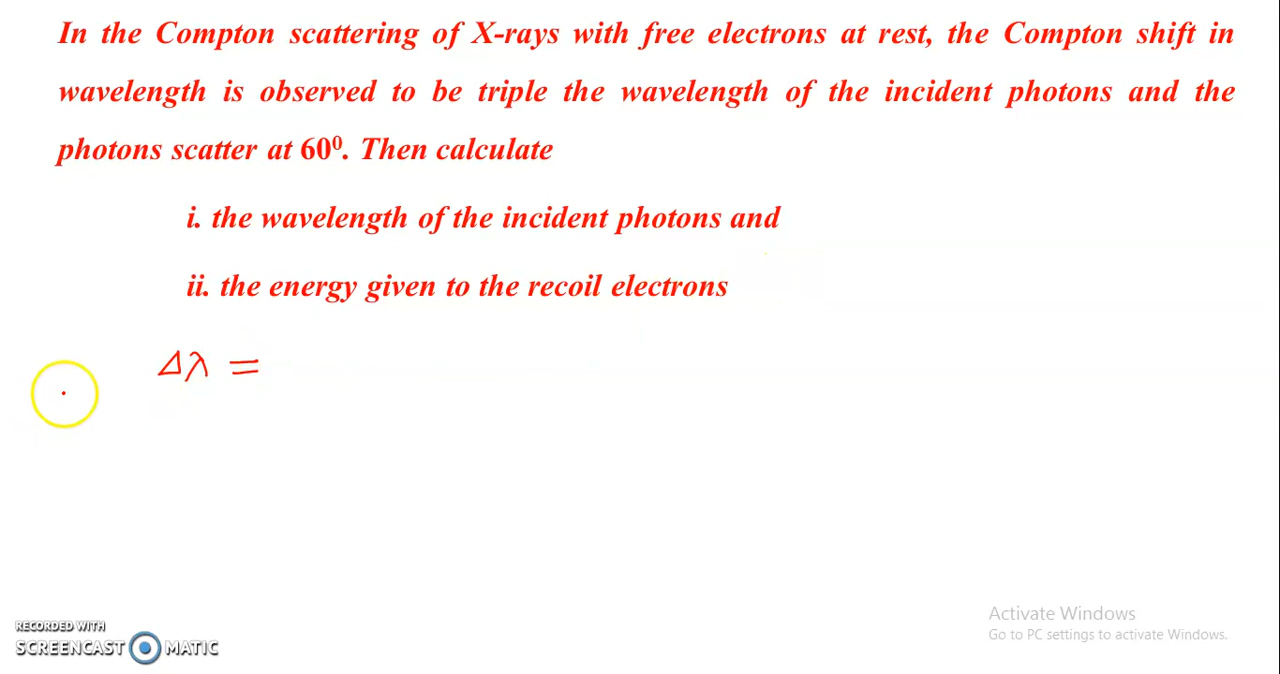 In the Compton scattering of X-rays with free electrons at rest, the Compton shift in
wavelength is observed to be triple the wavelength of the incident photons and the
photons scatter at 60⁰. Then calculate
i. the wavelength of the incident photons and
ii. the energy given to the recoil electrons
Δλ =
RECORDED WITH
SCREENCAST MATIC
Activate Windows
Go to PC settings to activate Windows.